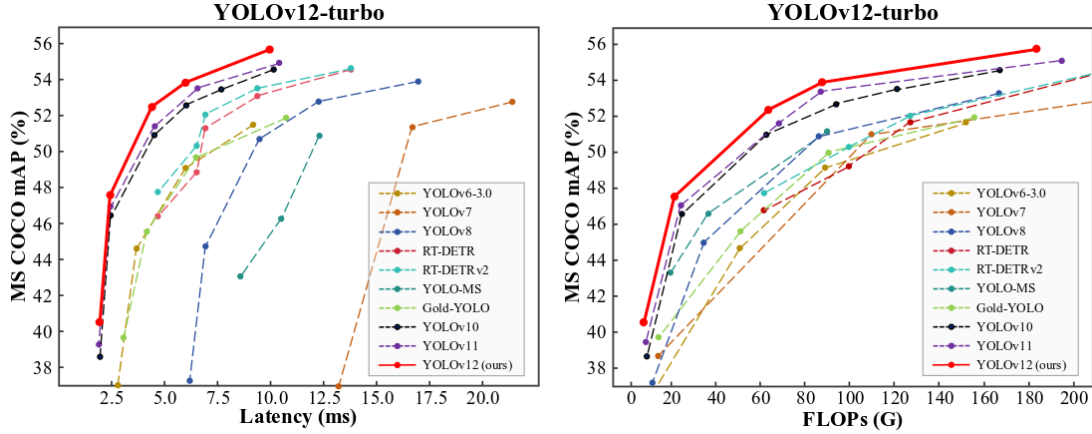 YOLOv12-turbo
MS COCO mAP (%)
56
54
52
50
48
46
44
42
40
38
2.5 5.0 7.5 10.0 12.5 15.0 17.5 20.0
Latency (ms)
YOLOv6-3.0
YOLOv7
YOLOv8
RT-DETR
RT-DETRv2
YOLO-MS
Gold-YOLO
YOLOv10
YOLOv11
YOLOv12 (ours)
YOLOv12-turbo
MS COCO mAP (%)
56
54
52
50
48
46
44
42
40
38
0 20 40 60 80 100 120 140 160 180 200
FLOPs (G)
YOLOv6-3.0
YOLOv7
YOLOv8
RT-DETR
RT-DETRv2
YOLO-MS
Gold-YOLO
YOLOv10
YOLOv11
YOLOv12 (ours)